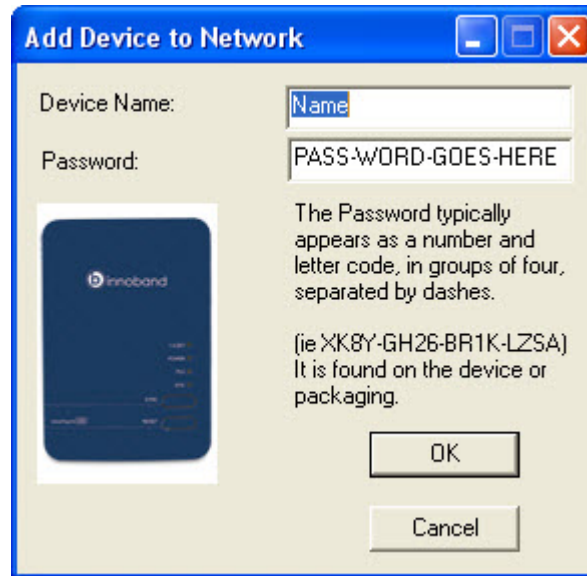 Add Device to Network
Device Name:
Name
Password:
PASS-WORD-GOES-HERE
The Password typically
appears as a number and
letter code, in groups of four,
separated by dashes.
(ie XK8Y-GH26-BR1K-LZSA)
It is found on the device or
packaging.
innoband
OK
Cancel